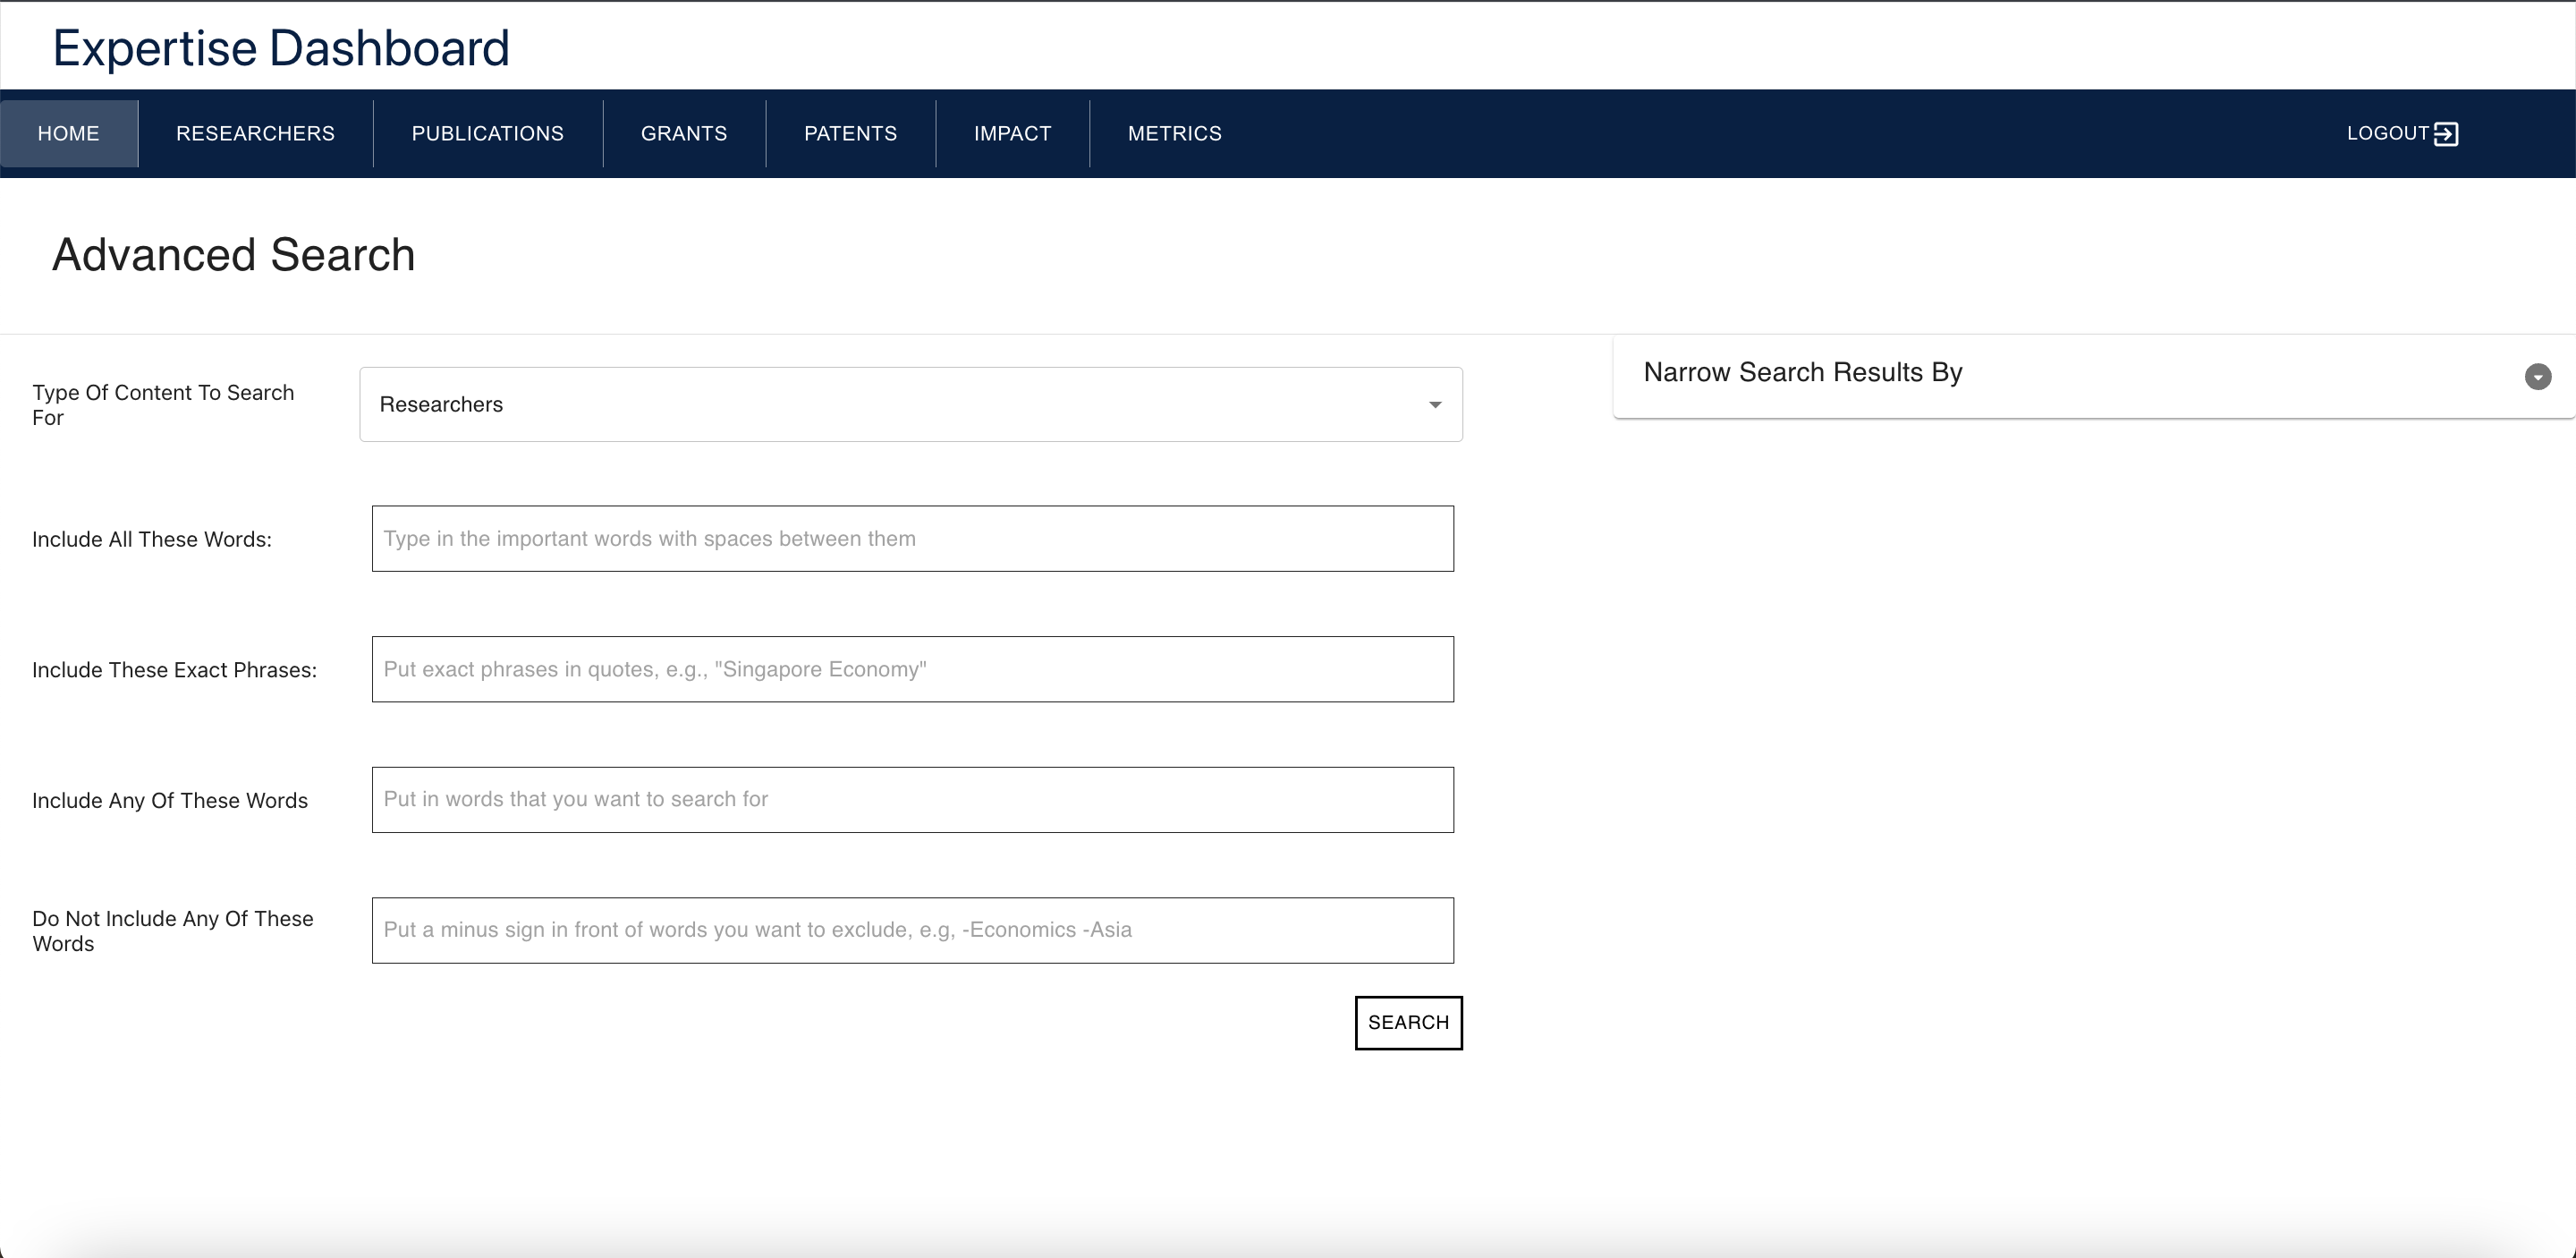 Expertise Dashboard
HOME
RESEARCHERS
PUBLICATIONS
GRANTS
PATENTS
IMPACT
METRICS
LOGOUT
Advanced Search
Type Of Content To Search
For
Researchers
Narrow Search Results By
Include All These Words:
Type in the important words with spaces between them
Include These Exact Phrases:
Put exact phrases in quotes, e.g., "Singapore Economy"
Include Any Of These Words
Put in words that you want to search for
Do Not Include Any Of These
Words
Put a minus sign in front of words you want to exclude, e.g, -Economics -Asia
SEARCH